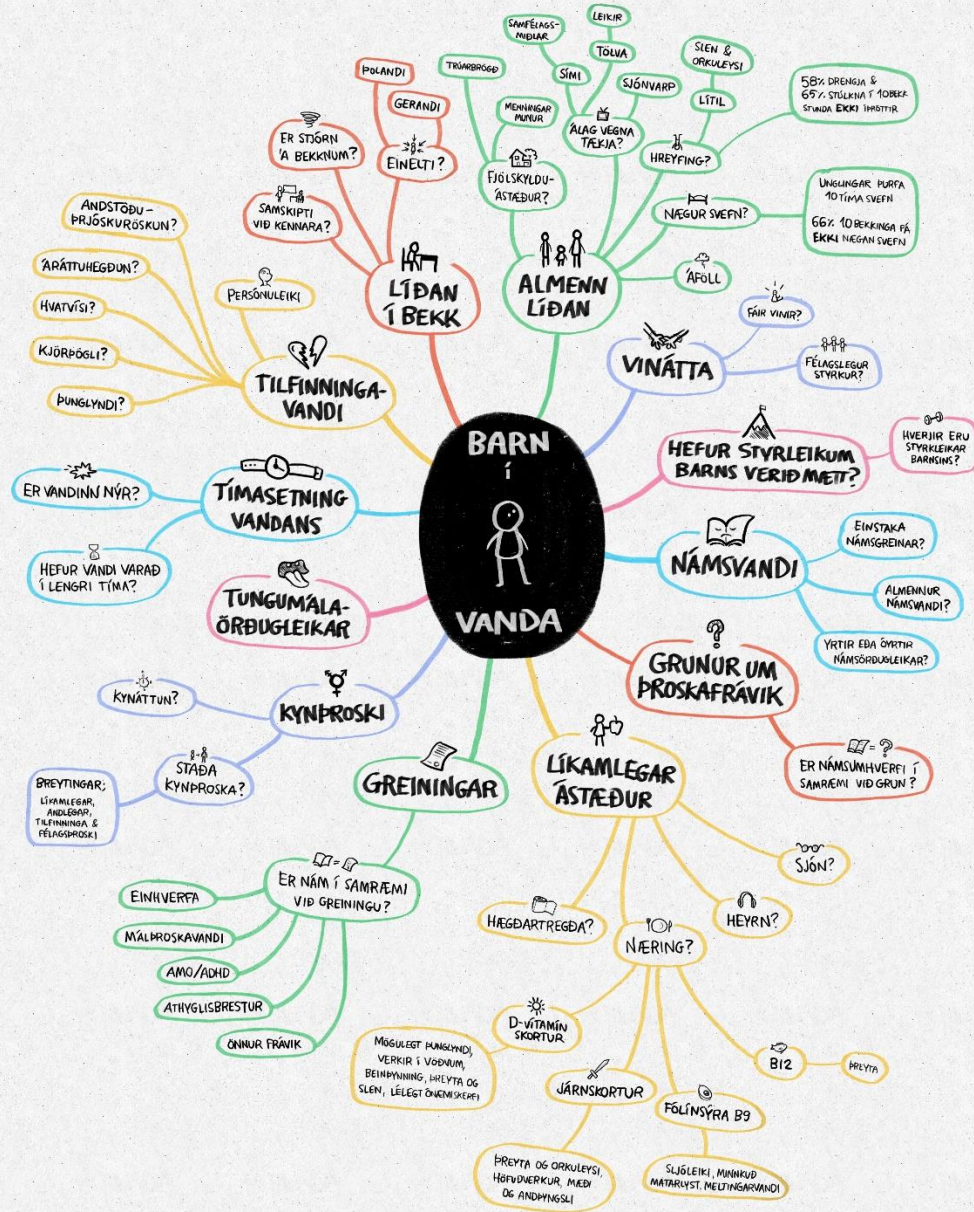 BARN
Í
VANDA
LÍÐAN
Í BEKK
ER STJÓRN
Á BEKKNUM?
SAMSKIPTI
VIÐ KENNARA?
EINELTI?
ÞOLANDI
GERANDI
ALMENN
LÍÐAN
FJÖLSKYLDU-
ÁSTÆÐUR?
TRÚARBRÖGÐ
MENNINGAR
MUNUR
ÁLAG VEGNA
TÆKJA?
SÍMI
SAMFÉLAGS-
MIÐLAR
TÖLVA
LEIKIR
SJÓNVARP
HREYFING?
LÍTIL
SLEN &
ORKULEYSI
58% DRENGJA &
65% STÚLKNA Í 10BEKK
STUNDA EKKI ÍÞRÓTTIR
NÆGUR SVEFN?
UNGLINGAR ÞURFA
10 TÍMA SVEFN
66% 10 BEKKINGA FÁ
EKKI NÆGAN SVEFN
ÁFÖLL
VINÁTTA
FÁIR VINIR?
FÉLAGSLEGUR
STYRKUR?
HEFUR STYRLEIKUM
BARNS VERIÐ MÆTT?
HVERJIR ERU
STYRKLEIKAR
BARNSINS?
NÁMSVANDI
EINSTAKA
NÁMSGREINAR?
ALMENNUR
NÁMSVANDI?
YRTIR EÐA ÓYRTIR
NÁMSÖRÐUGLEIKAR?
GRUNUR UM
ÞROSKAFRÁVIK
ER NÁMSUMHVERFI Í
SAMRÆMI VIÐ GRUN?
LÍKAMLEGAR
ÁSTÆÐUR
SJÓN?
HEYRN?
NÆRING?
HÆGÐARTREGÐA?
D-VÍTAMÍN
SKORTUR
MÖGULEGT ÞUNGLYNDI,
VERKIR Í VÖÐVUM,
BEINÞYNNING, ÞREYTA OG
SLEN, LÉLEGT ÓNÆMISKERFI
JÁRNSKORTUR
ÞREYTA OG ORKULEYSI,
HÖFUÐVERKUR, MÆÐI
OG ANDÞYNGSLI
FÓLÍNSÝRA B9
SLJÓLEIKI, MINNKUÐ
MATARLYST, MELTINGARVANDI
B12
ÞREYTA
GREININGAR
ER NÁM Í SAMRÆMI
VIÐ GREININGU?
EINHVERFA
MÁLÞROSKAVANDI
AMO/ADHD
ATHYGLISBRESTUR
ÖNNUR FRÁVIK
KYNÞROSKI
KYNÁTTUN?
STAÐA
KYNÞROSKA?
BREYTINGAR;
LÍKAMLEGAR,
ANDLEGAR,
TILFINNINGA &
FÉLAGSÞROSKI
TUNGUMÁLA-
ÖRÐUGLEIKAR
TÍMASETNING
VANDANS
ER VANDINN NÝR?
HEFUR VANDI VARAÐ
Í LENGRI TÍMA?
TILFINNINGA-
VANDI
PERSÓNULEIKI
ANDSTÖÐU-
ÞRJÓSKURÖSKUN?
ÁRÁTTUHEGÐUN?
HVATVÍSI?
KJÖRÞÖGLI?
ÞUNGLYNDI?